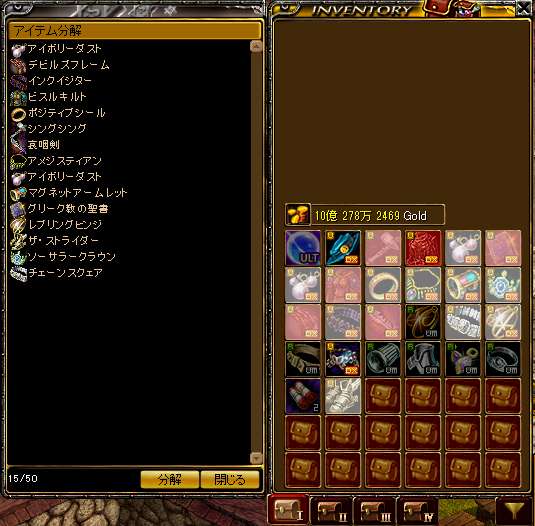 INVENTORY
アイテム分解
アイボリーダスト
デビルズフレーム
インクイジター
ビスルキルト
ポジティブシール
シングシング
哀咽剣
アメジスティアン
アイボリーダスト
マグネットアームレット
グリーク教の聖書
レブリングヒンジ
ザ・ストライダー
ソーサラークラウン
チェーンスクェア
15/50
分解
閉じる
10億 278万 2469 Gold
ULT
2
I
II
III
IV